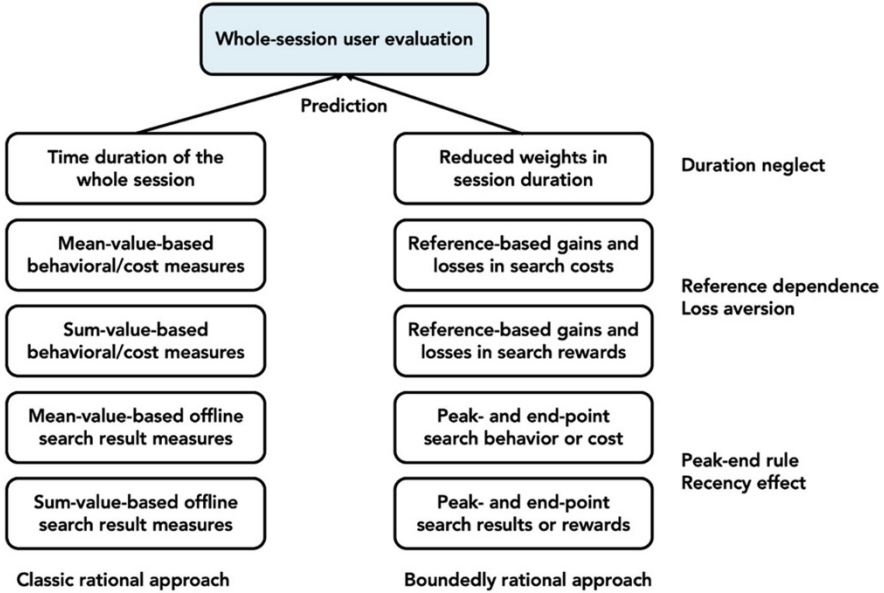 Whole-session user evaluation
Prediction
Time duration of the
whole session
Reduced weights in
session duration
Duration neglect
Mean-value-based
behavioral/cost measures
Reference-based gains and
losses in search costs
Reference dependence
Loss aversion
Sum-value-based
behavioral/cost measures
Reference-based gains and
losses in search rewards
Mean-value-based offline
search result measures
Peak- and end-point
search behavior or cost
Peak-end rule
Recency effect
Sum-value-based offline
search result measures
Peak- and end-point
search results or rewards
Classic rational approach
Boundedly rational approach